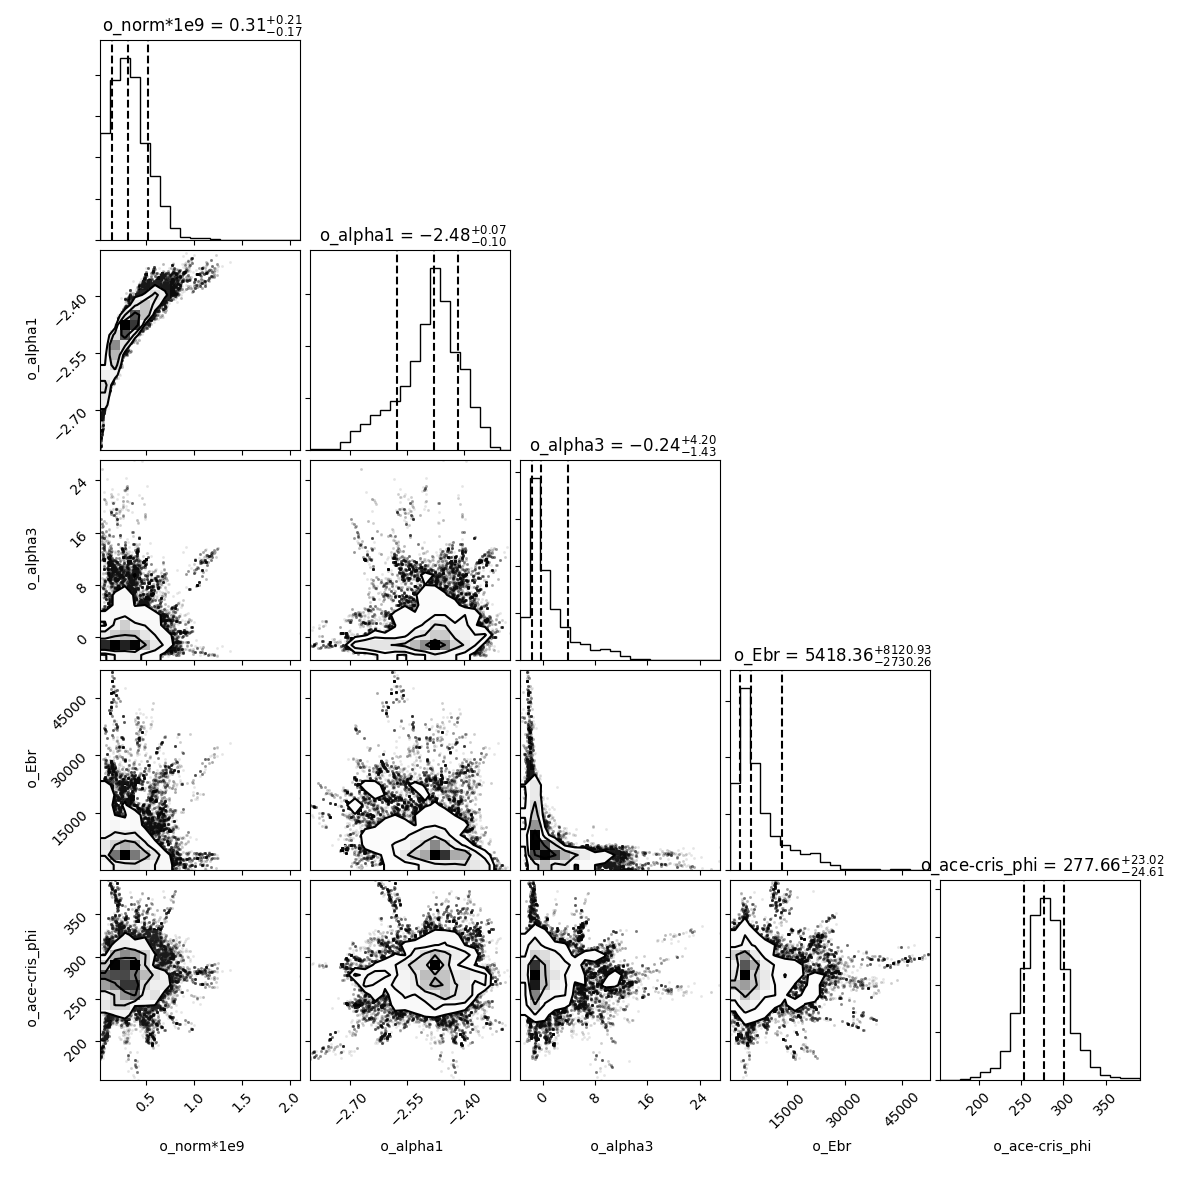 o_norm*1e9 = 0.31+0.21−0.17
o_alpha1 = −2.48+0.07−0.10
o_alpha1
−2.40
−2.55
−2.70
o_alpha3 = −0.24+4.20−1.43
o_alpha3
24
16
8
0
o_Ebr = 5418.36+8120.93−2730.26
o_Ebr
45000
30000
15000
o_ace-cris_phi = 277.66+23.02−24.61
o_ace-cris_phi
350
300
250
200
0.5 1.0 1.5 2.0 −2.70 −2.55 −2.40 0 8 16 24 15000 30000 45000 200 250 300 350
o_norm*1e9 o_alpha1 o_alpha3 o_Ebr o_ace-cris_phi